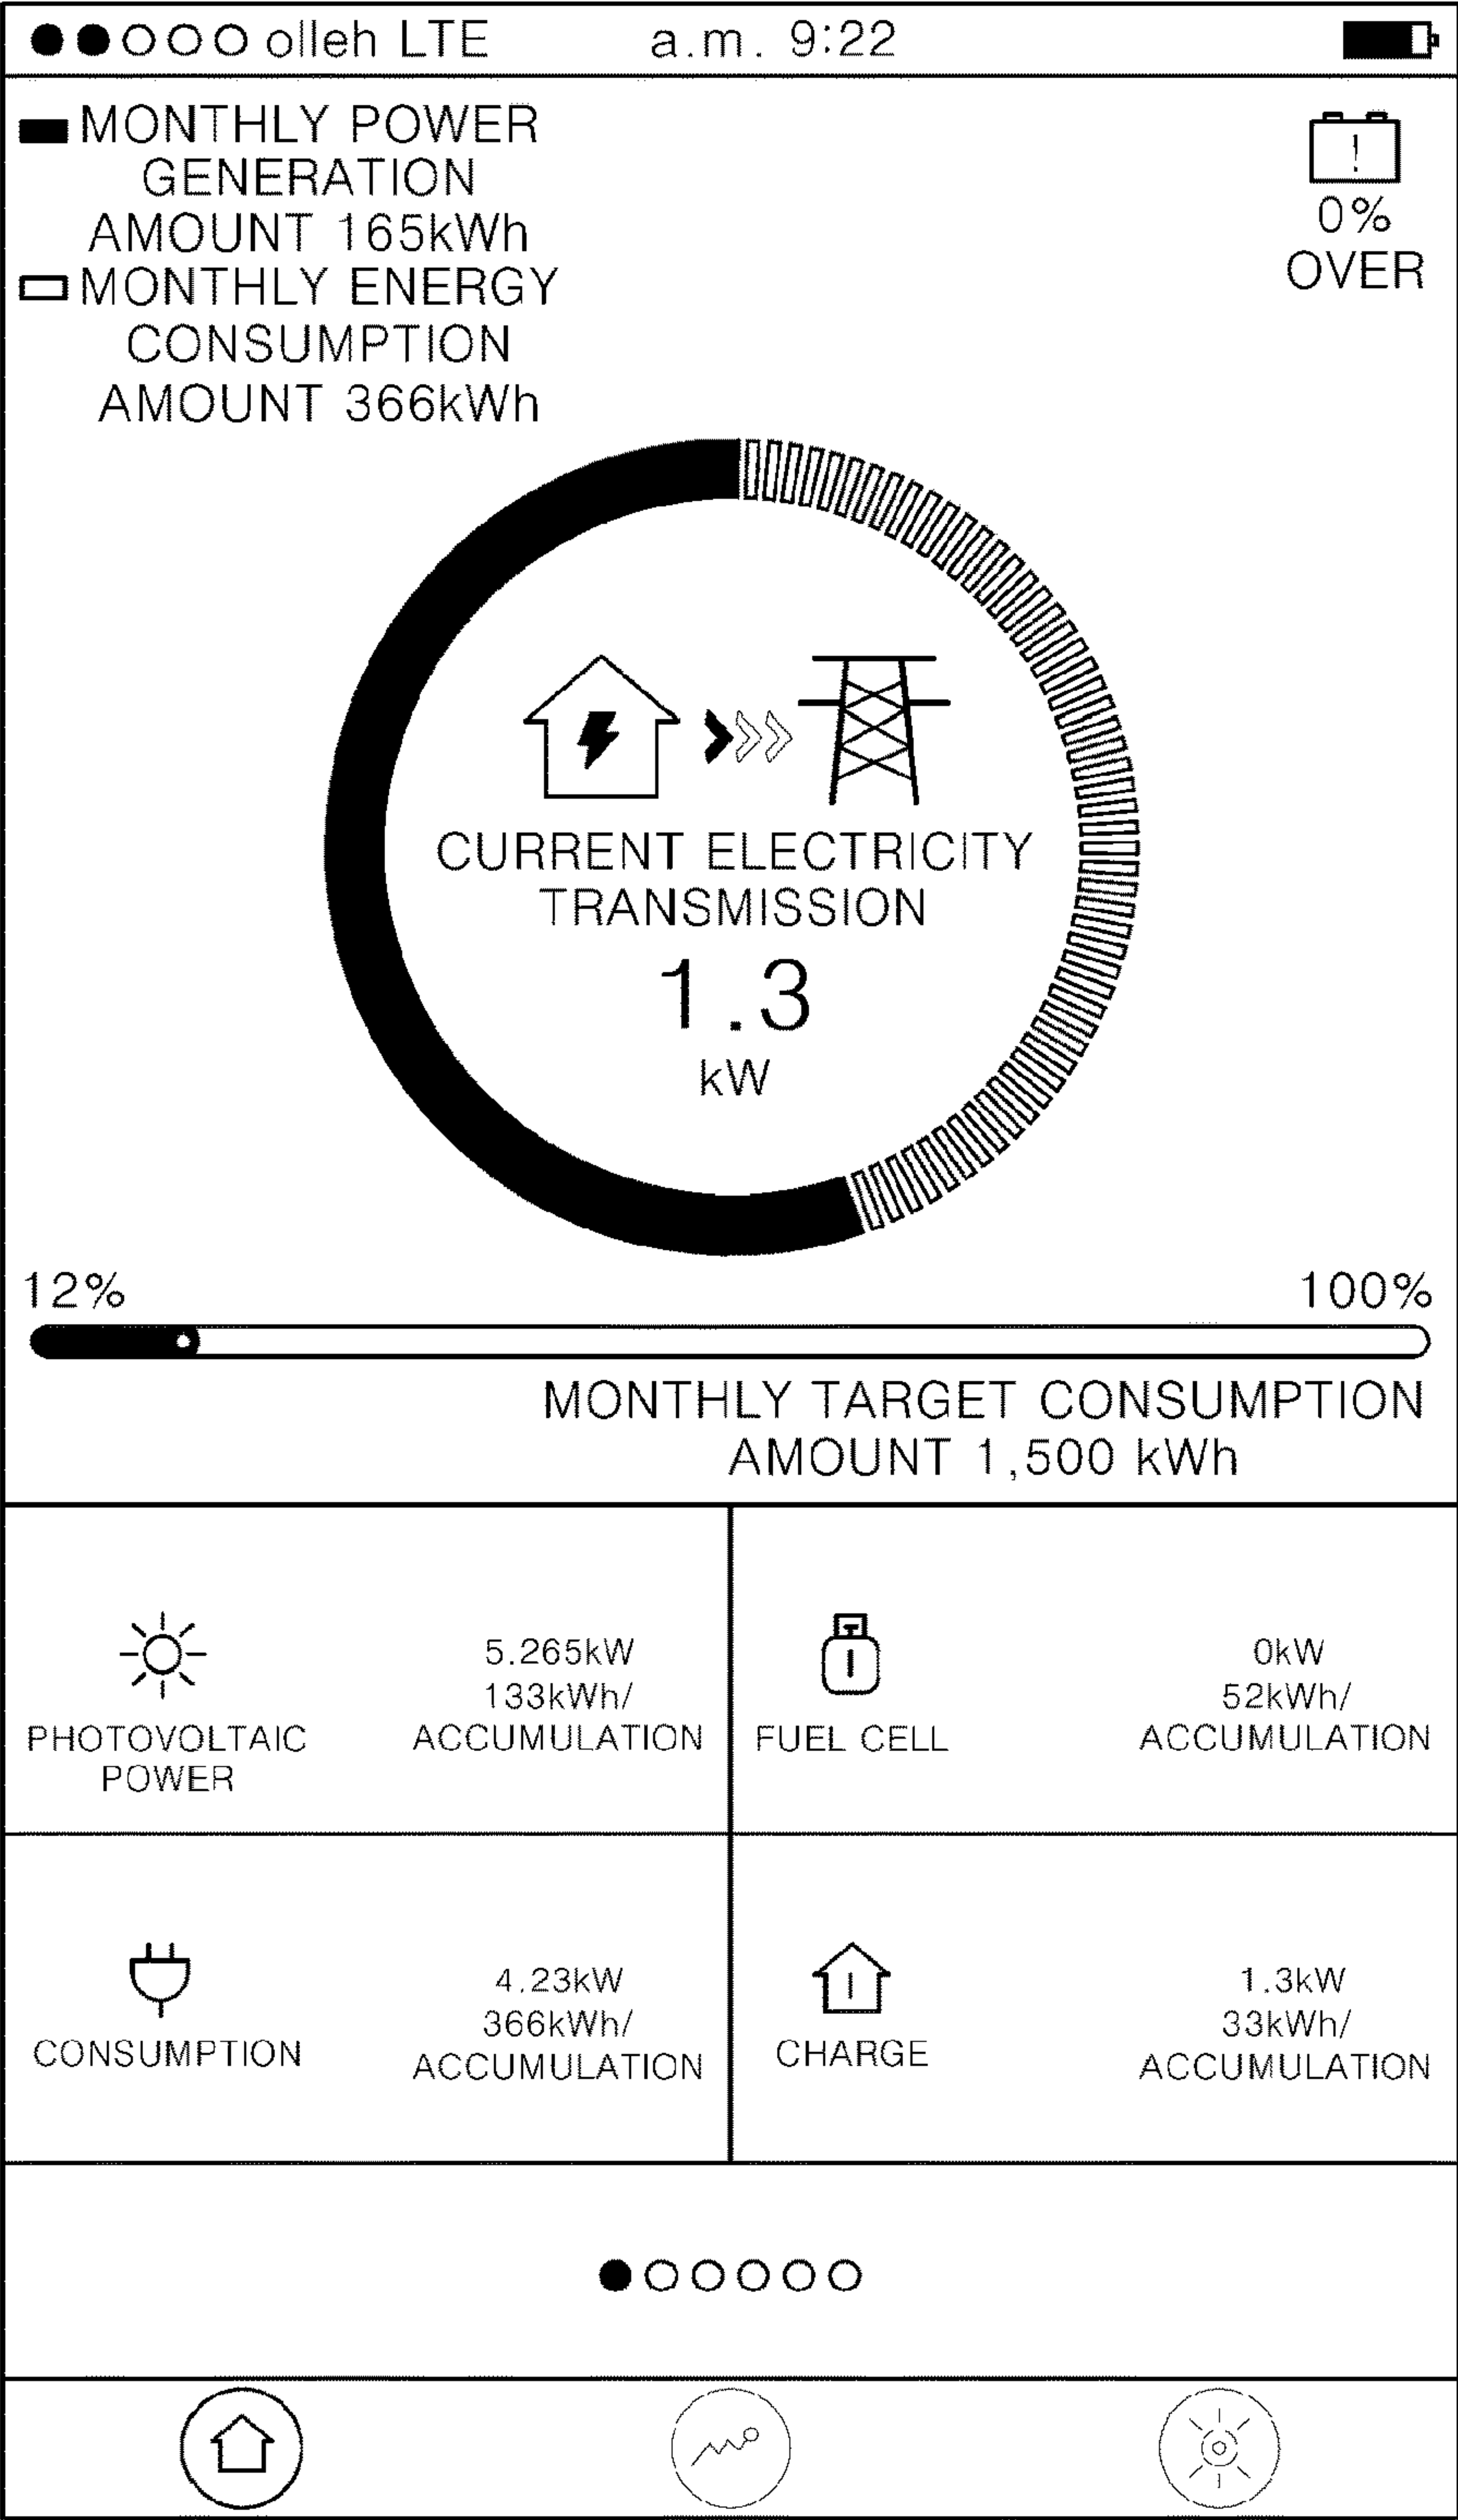 olleh LTE a.m. 9:22
MONTHLY POWER
GENERATION
AMOUNT 165kWh
MONTHLY ENERGY
CONSUMPTION
AMOUNT 366kWh
!
0%
OVER
CURRENT ELECTRICITY
TRANSMISSION
1.3
kW
12% 100%
MONTHLY TARGET CONSUMPTION
AMOUNT 1,500 kWh
PHOTOVOLTAIC
POWER
5.265kW
133kWh/
ACCUMULATION
FUEL CELL
0kW
52kWh/
ACCUMULATION
CONSUMPTION
4.23kW
366kWh/
ACCUMULATION
CHARGE
1.3kW
33kWh/
ACCUMULATION